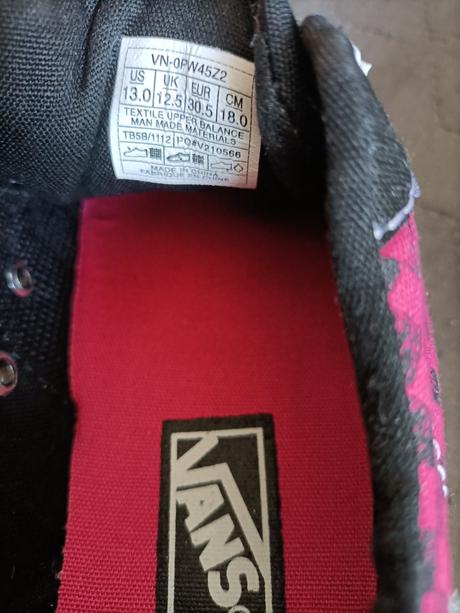 VN-0PW45Z2
US UK EUR CM
13.0 12.5 30.5 18.0
TEXTILE UPPER BALANCE
MAN MADE MATERIALS
TB5B/1112 PO#V210566
MADE IN CHINA
FABRIQUE EN CHINE
VANS